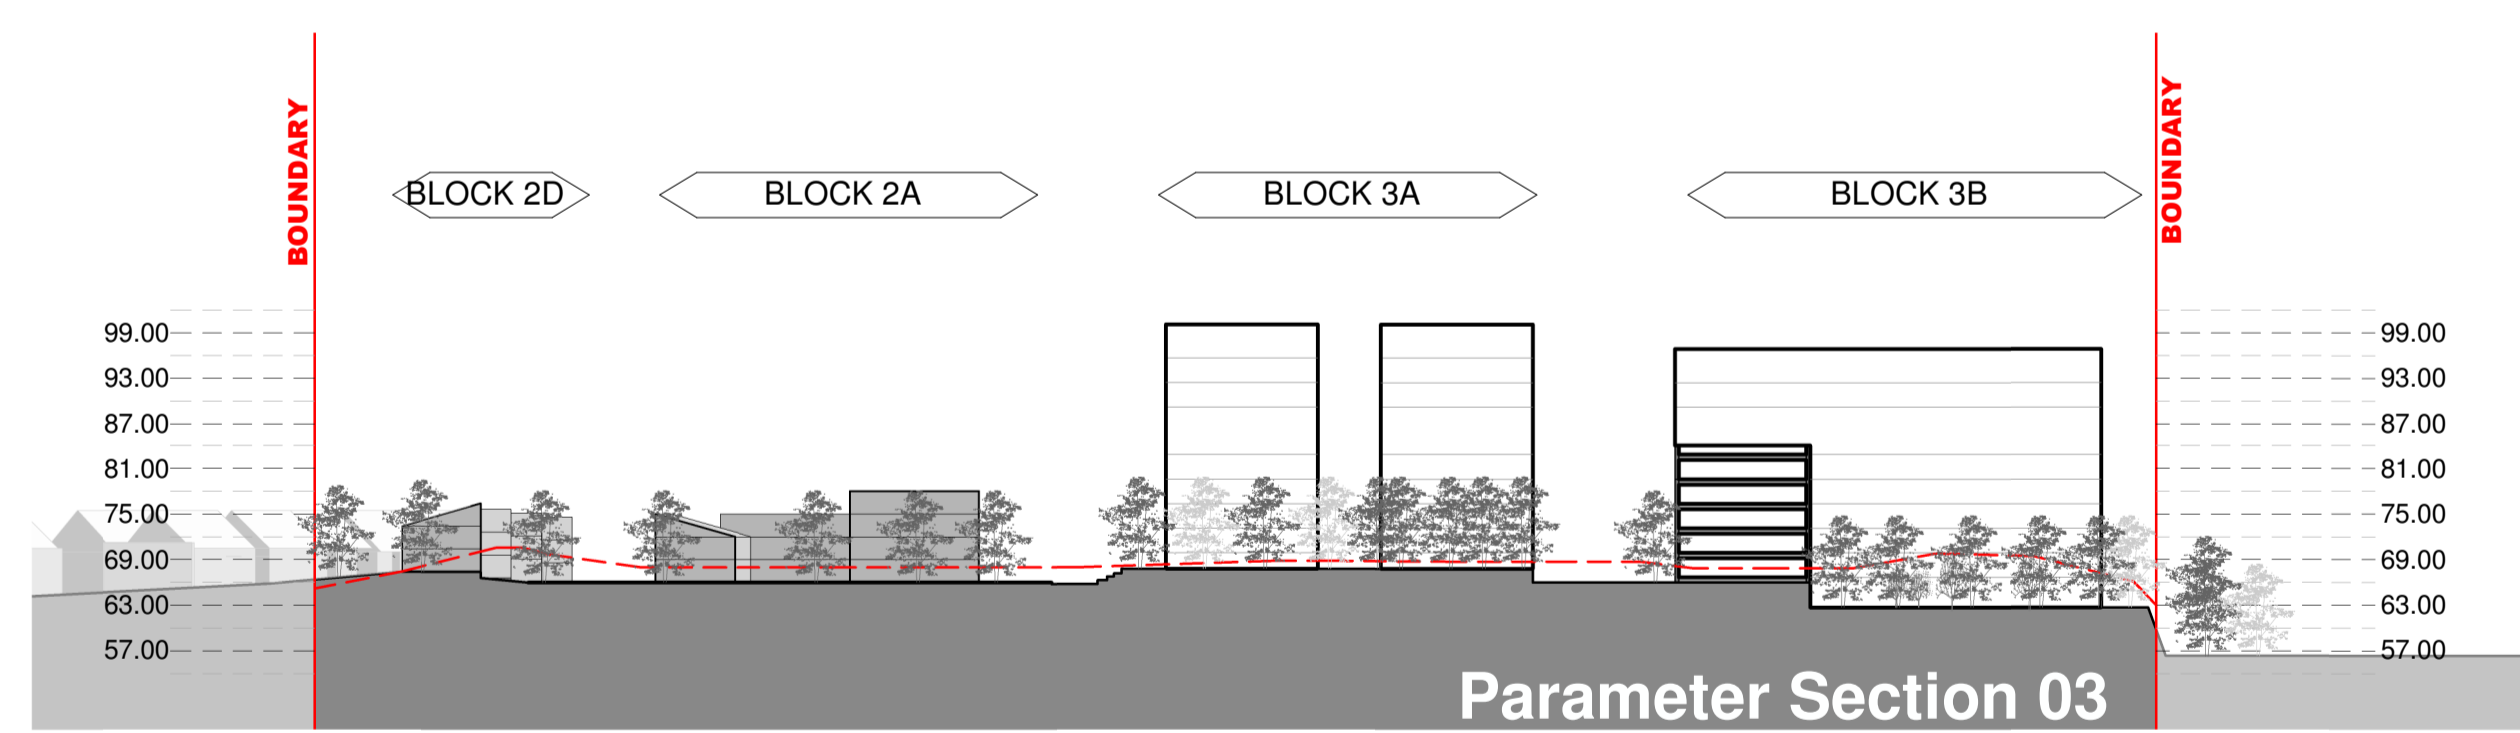 BOUNDARY
BOUNDARY
BLOCK 2D
BLOCK 2A
BLOCK 3A
BLOCK 3B
99.00
99.00
93.00
93.00
87.00
87.00
81.00
81.00
75.00
75.00
69.00
69.00
63.00
63.00
57.00
57.00
Parameter Section 03